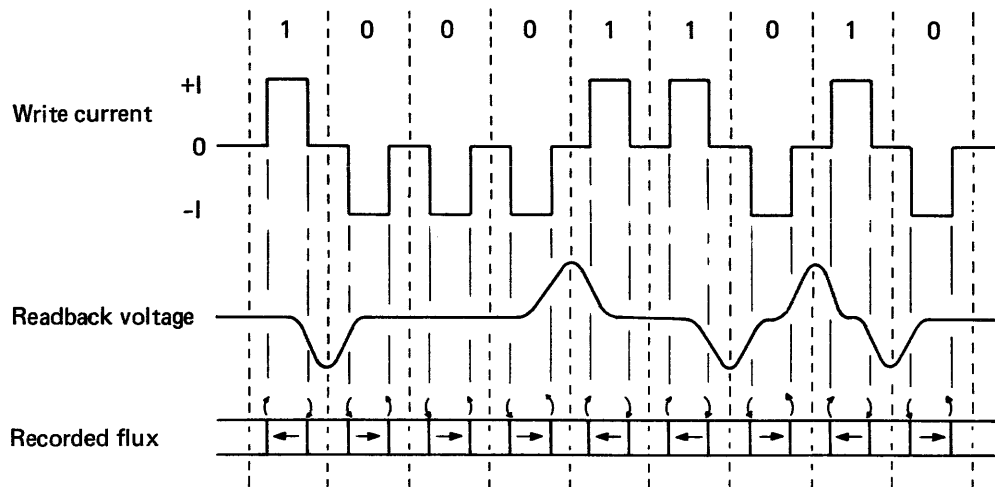 1 0 0 0 1 1 0 1 0
+I
Write current
0
-I
Readback voltage
Recorded flux